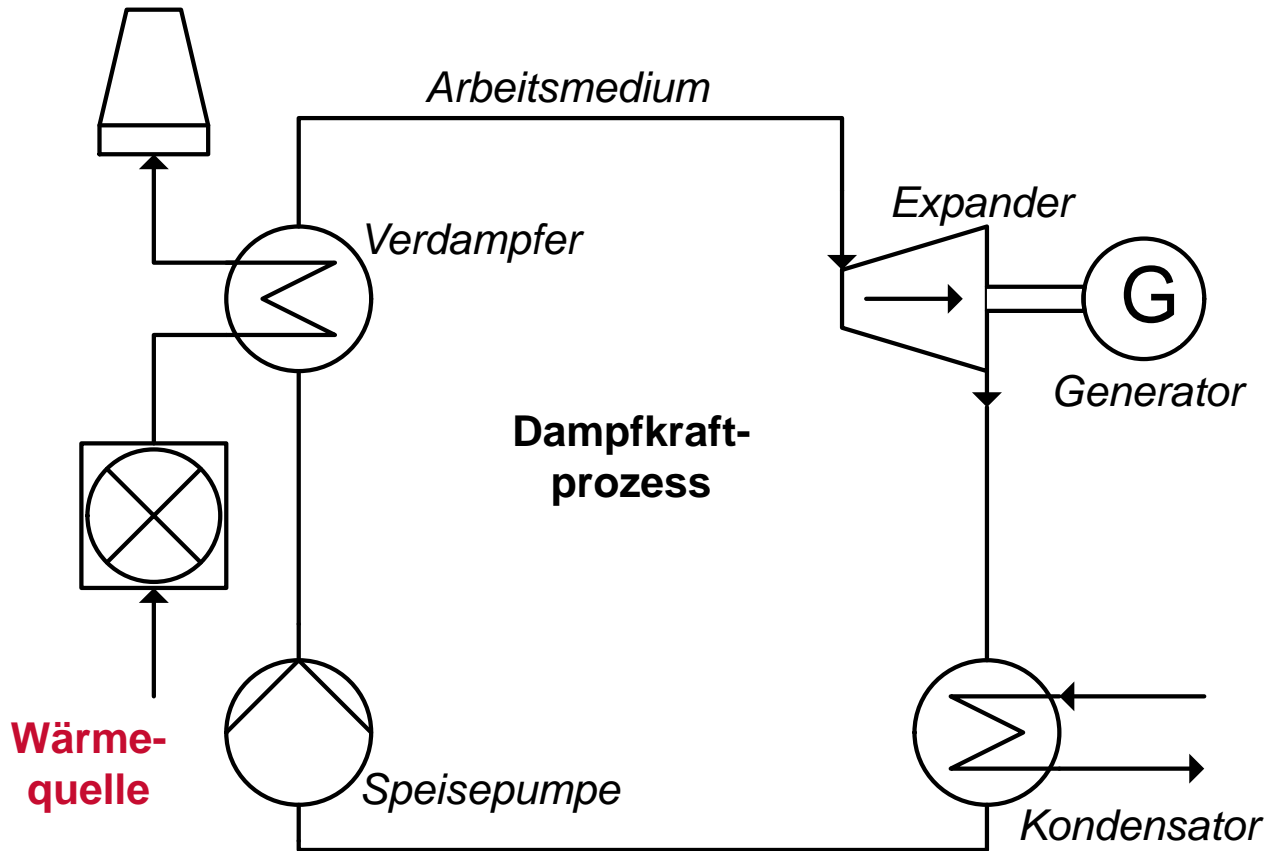 Arbeitsmedium
Expander
Verdampfer
G
Generator
Dampfkraft-
prozess
Wärme-
quelle
Speisepumpe
Kondensator